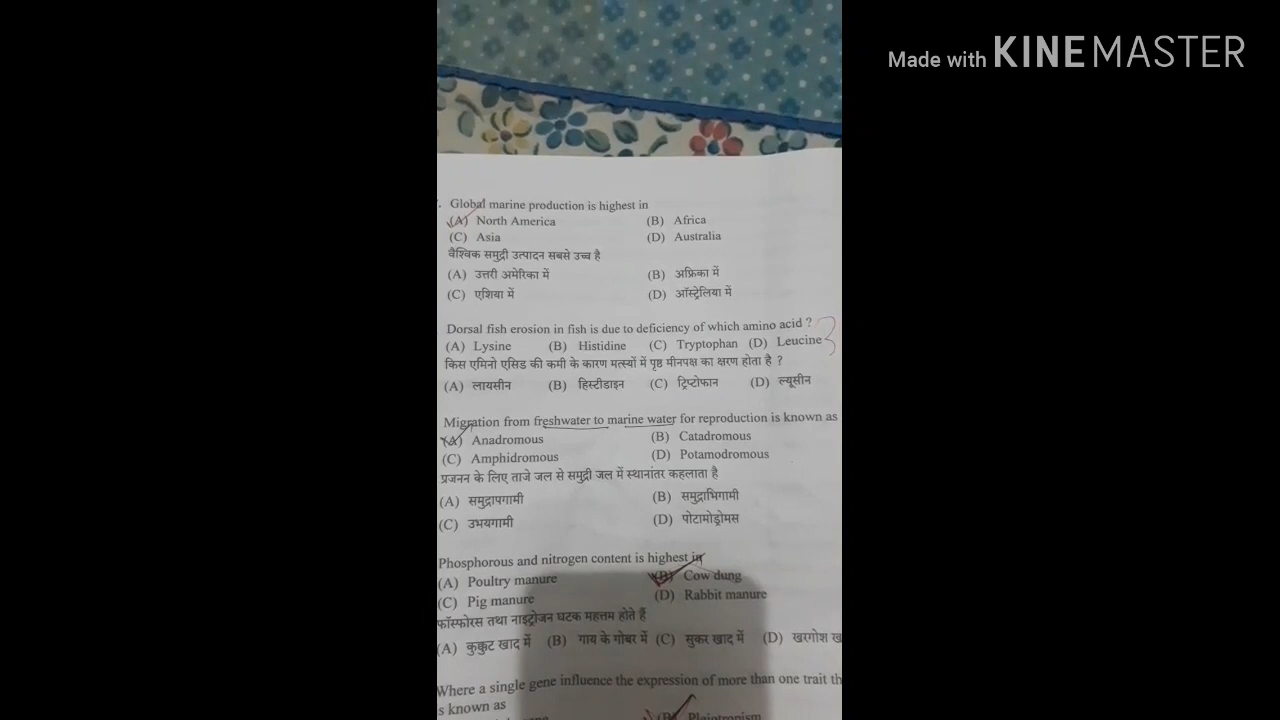 Made with KINEMASTER
. Global marine production is highest in
(A) North America (B) Africa
(C) Asia (D) Australia
वैश्विक समुद्री उत्पादन सबसे उच्च है
(A) उत्तरी अमेरिका में (B) अफ्रिका में
(C) एशिया में (D) ऑस्ट्रेलिया में
Dorsal fish erosion in fish is due to deficiency of which amino acid ?
(A) Lysine (B) Histidine (C) Tryptophan (D) Leucine
किस एमिनो एसिड की कमी के कारण मत्स्यों में पृष्ठ मीनपक्ष का क्षरण होता है ?
(A) लायसीन (B) हिस्टीडाइन (C) ट्रिप्टोफान (D) ल्यूसीन
Migration from freshwater to marine water for reproduction is known as
(A) Anadromous (B) Catadromous
(C) Amphidromous (D) Potamodromous
प्रजनन के लिए ताजे जल से समुद्री जल में स्थानांतर कहलाता है
(A) समुद्रापगामी (B) समुद्राभिगामी
(C) उभयगामी (D) पोटामोड्रोमस
Phosphorous and nitrogen content is highest in
(A) Poultry manure (B) Cow dung
(C) Pig manure (D) Rabbit manure
फॉस्फोरस तथा नाइट्रोजन घटक महत्तम होते हैं
(A) कुक्कुट खाद में (B) गाय के गोबर में (C) सुकर खाद में (D) खरगोश ख
Where a single gene influence the expression of more than one trait th
s known as
(B) Pleiotropism